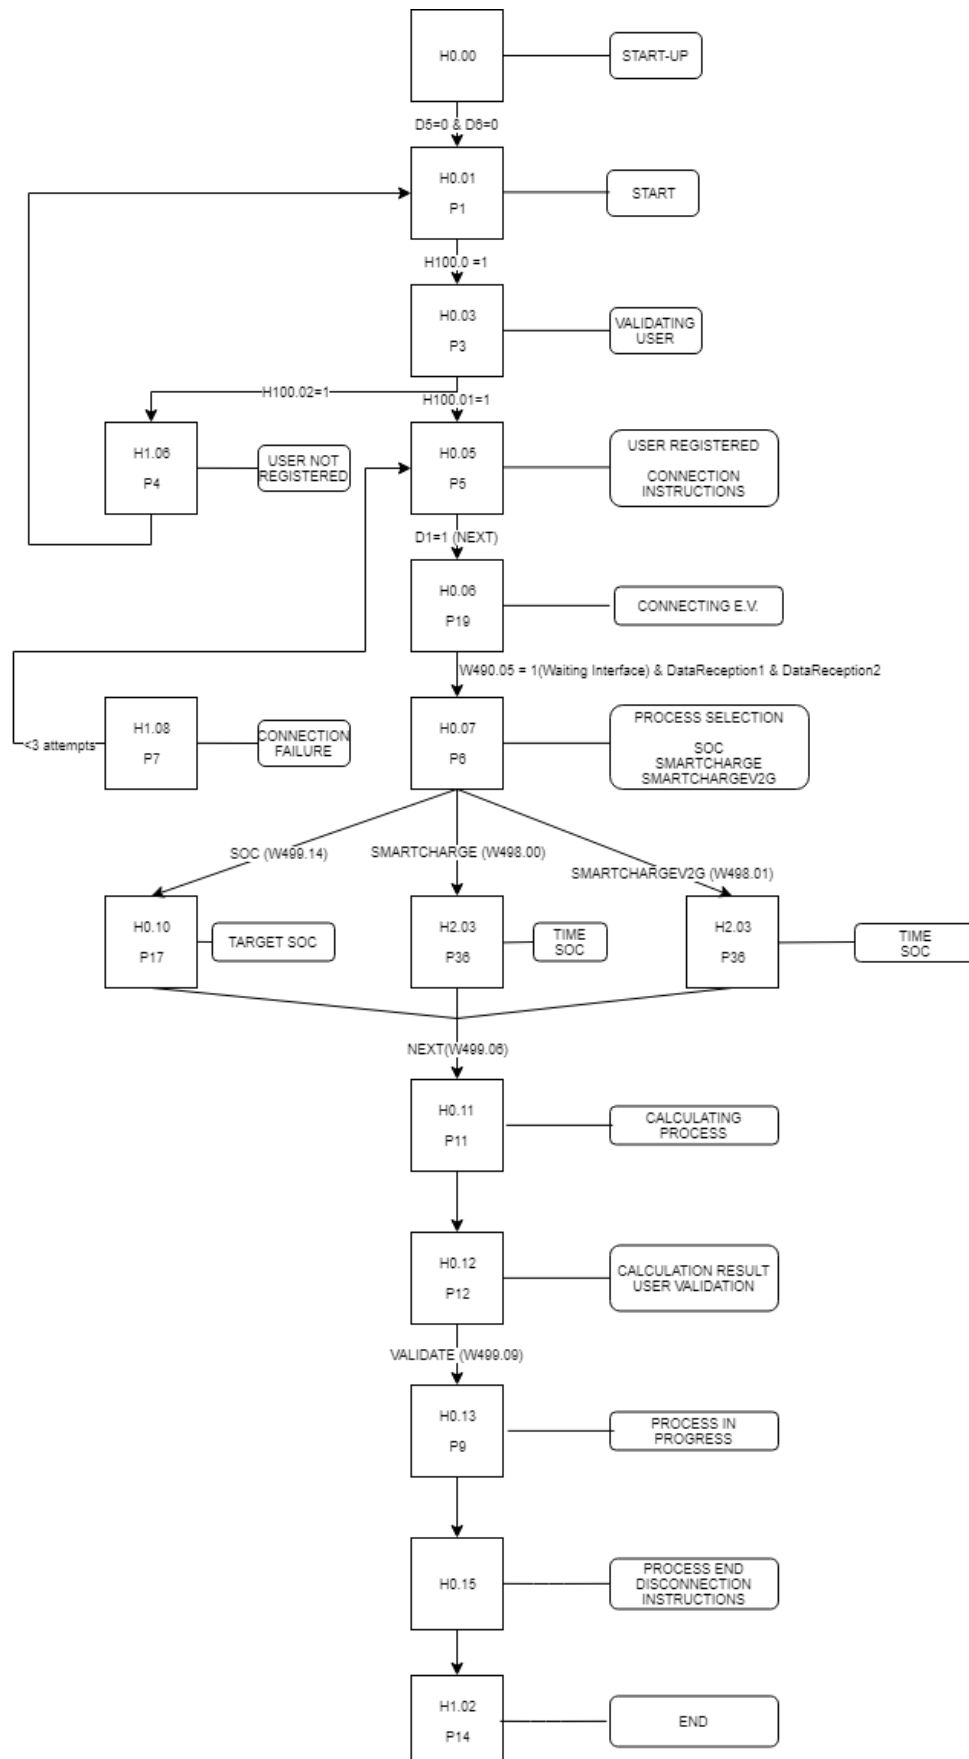 H0.00
START-UP
D5=0 & D6=0
H0.01
P1
START
H100.0 =1
H0.03
P3
VALIDATING
USER
H100.02=1
H100.01=1
H1.06
P4
USER NOT
REGISTERED
H0.05
P5
USER REGISTERED
CONNECTION
INSTRUCTIONS
D1=1 (NEXT)
H0.06
P19
CONNECTING E.V.
W490.05 = 1(Waiting Interface) & DataReception1 & DataReception2
<3 attempts
H1.08
P7
CONNECTION
FAILURE
H0.07
P6
PROCESS SELECTION
SOC
SMARTCHARGE
SMARTCHARGEV2G
SOC (W499.14)
SMARTCHARGE (W498.00)
SMARTCHARGEV2G (W498.01)
H0.10
P17
TARGET SOC
H2.03
P36
TIME
SOC
H2.03
P36
TIME
SOC
NEXT(W499.06)
H0.11
P11
CALCULATING
PROCESS
H0.12
P12
CALCULATION RESULT
USER VALIDATION
VALIDATE (W499.09)
H0.13
P9
PROCESS IN
PROGRESS
H0.15
PROCESS END
DISCONNECTION
INSTRUCTIONS
H1.02
P14
END